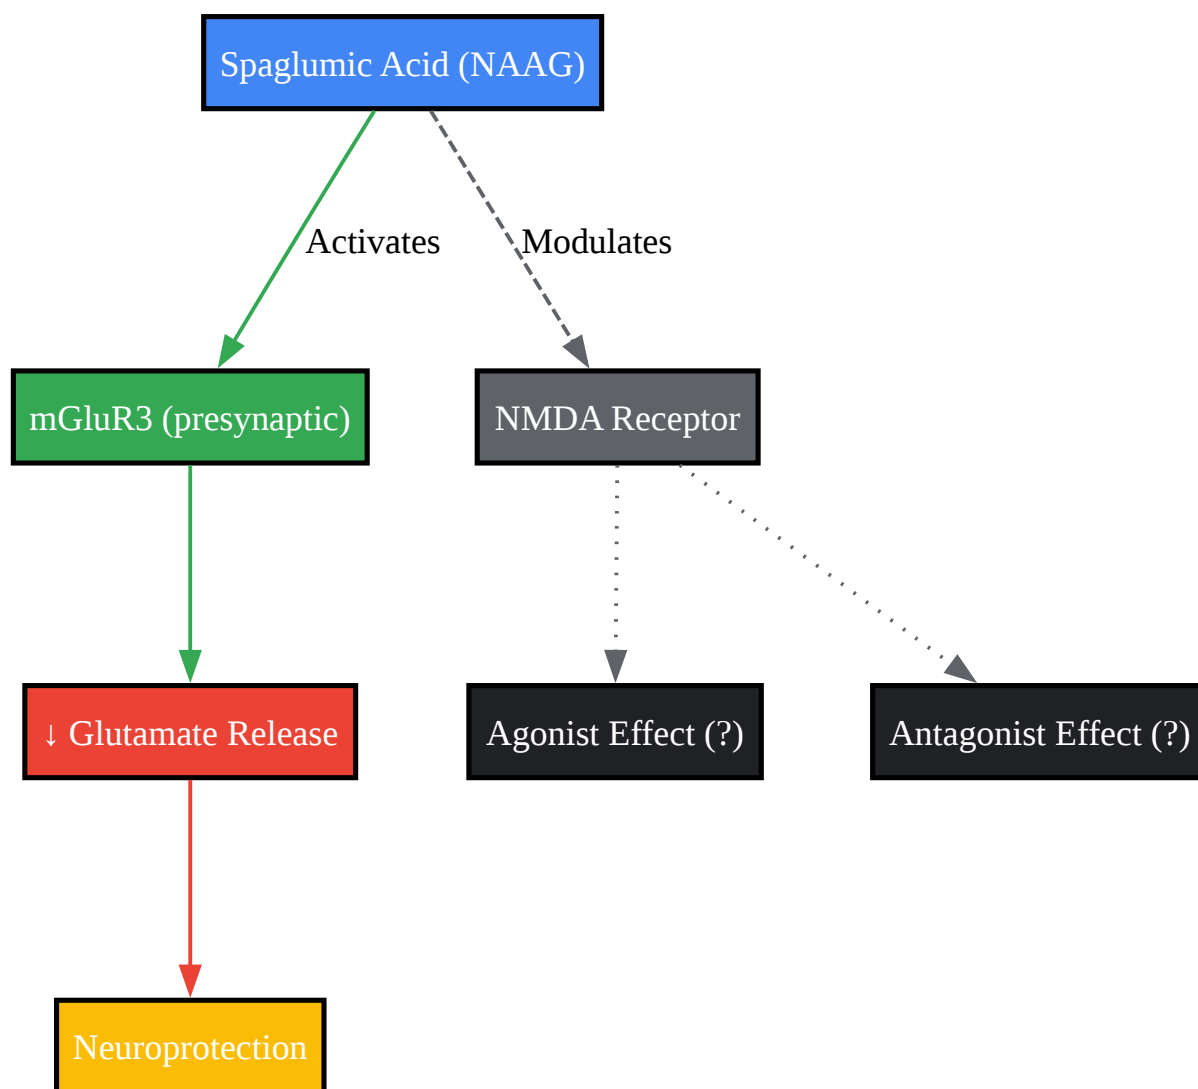 Spaglumic Acid (NAAG)
Activates
Modulates
mGluR3 (presynaptic)
NMDA Receptor
↓ Glutamate Release
Agonist Effect (?)
Antagonist Effect (?)
Neuroprotection